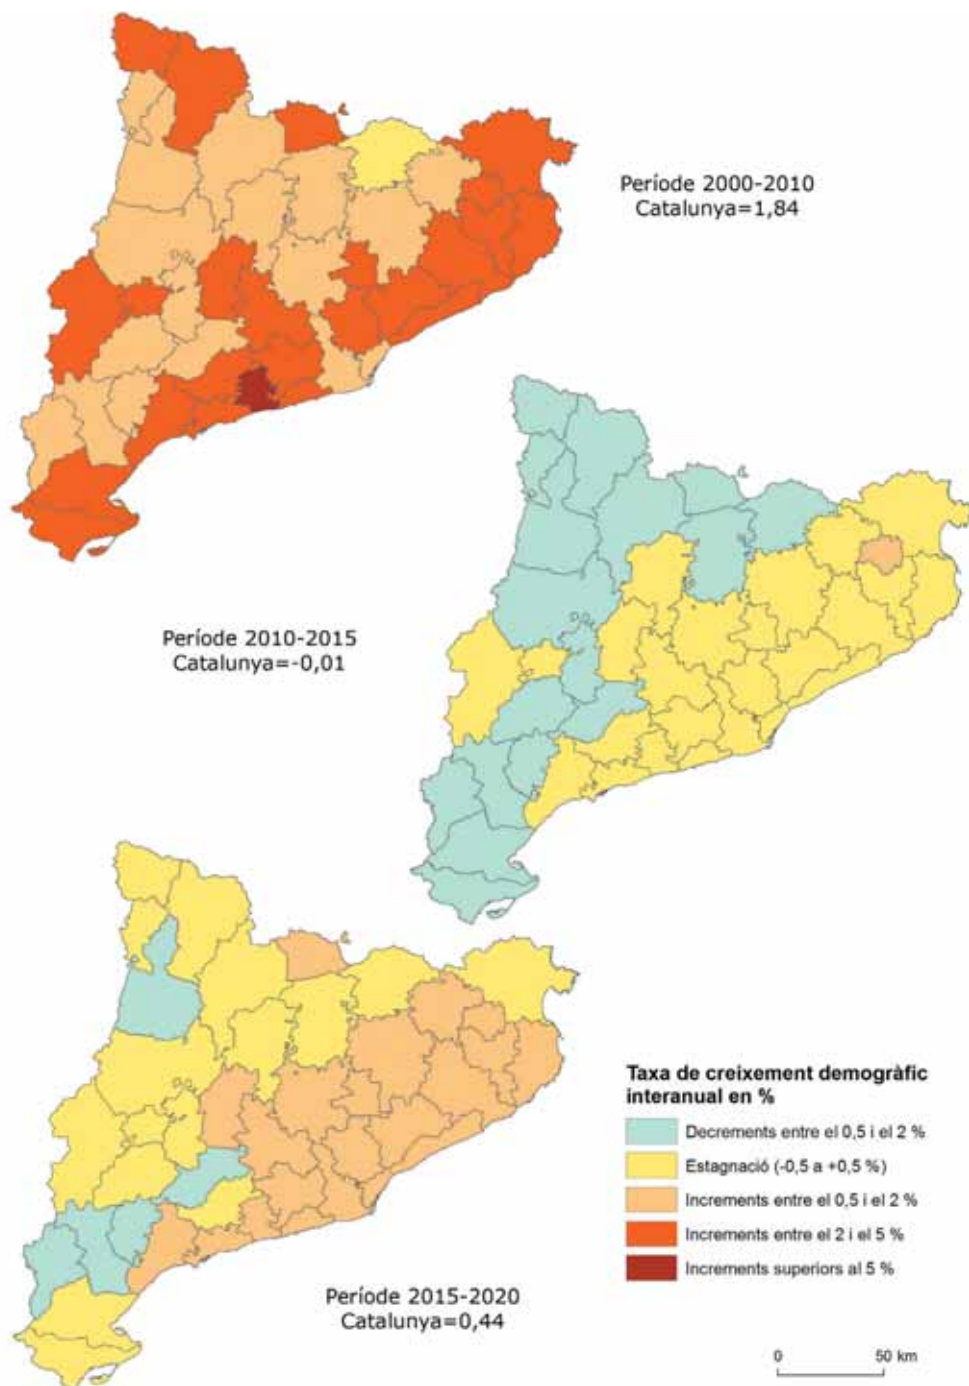 Període 2000-2010
Catalunya=1,84
Període 2010-2015
Catalunya=-0,01
Període 2015-2020
Catalunya=0,44
Taxa de creixement demogràfic
interanual en %
Decrements entre el 0,5 i el 2 %
Estagnació (-0,5 a +0,5 %)
Increments entre el 0,5 i el 2 %
Increments entre el 2 i el 5 %
Increments superiors al 5 %
0 50 km